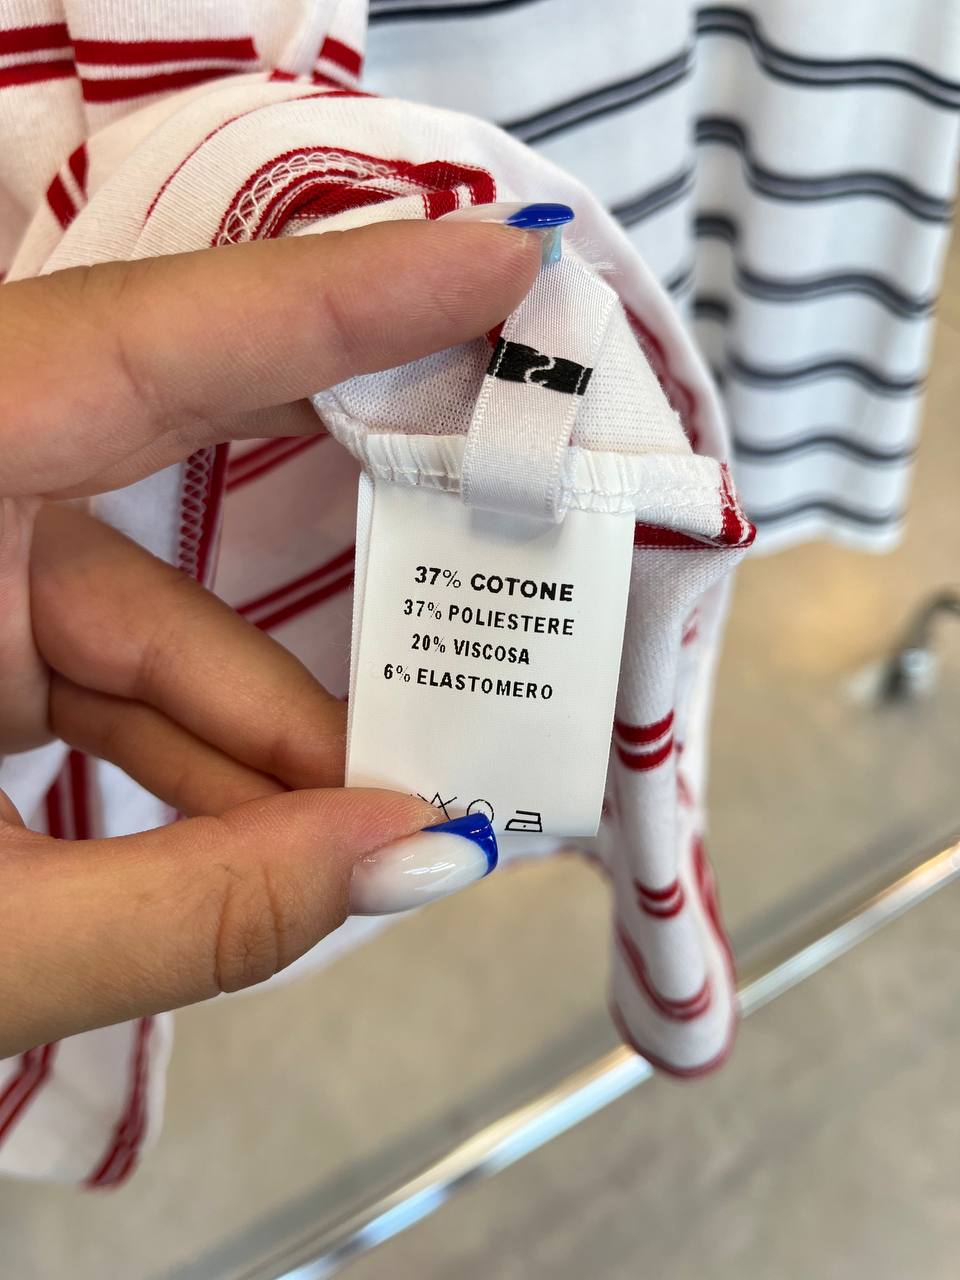 37% COTONE
37% POLIESTERE
20% VISCOSA
6% ELASTOMERO